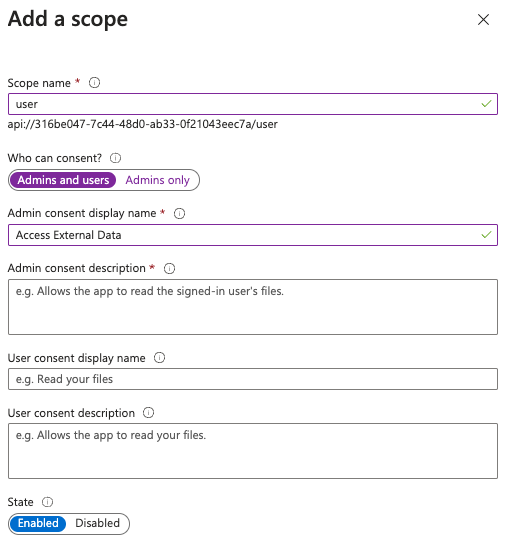 Add a scope
Scope name *
user
api://316be047-7c44-48d0-ab33-0f21043eec7a/user
Who can consent?
Admins and users Admins only
Admin consent display name *
Access External Data
Admin consent description *
e.g. Allows the app to read the signed-in user's files.
User consent display name
e.g. Read your files
User consent description
e.g. Allows the app to read your files.
State
Enabled Disabled